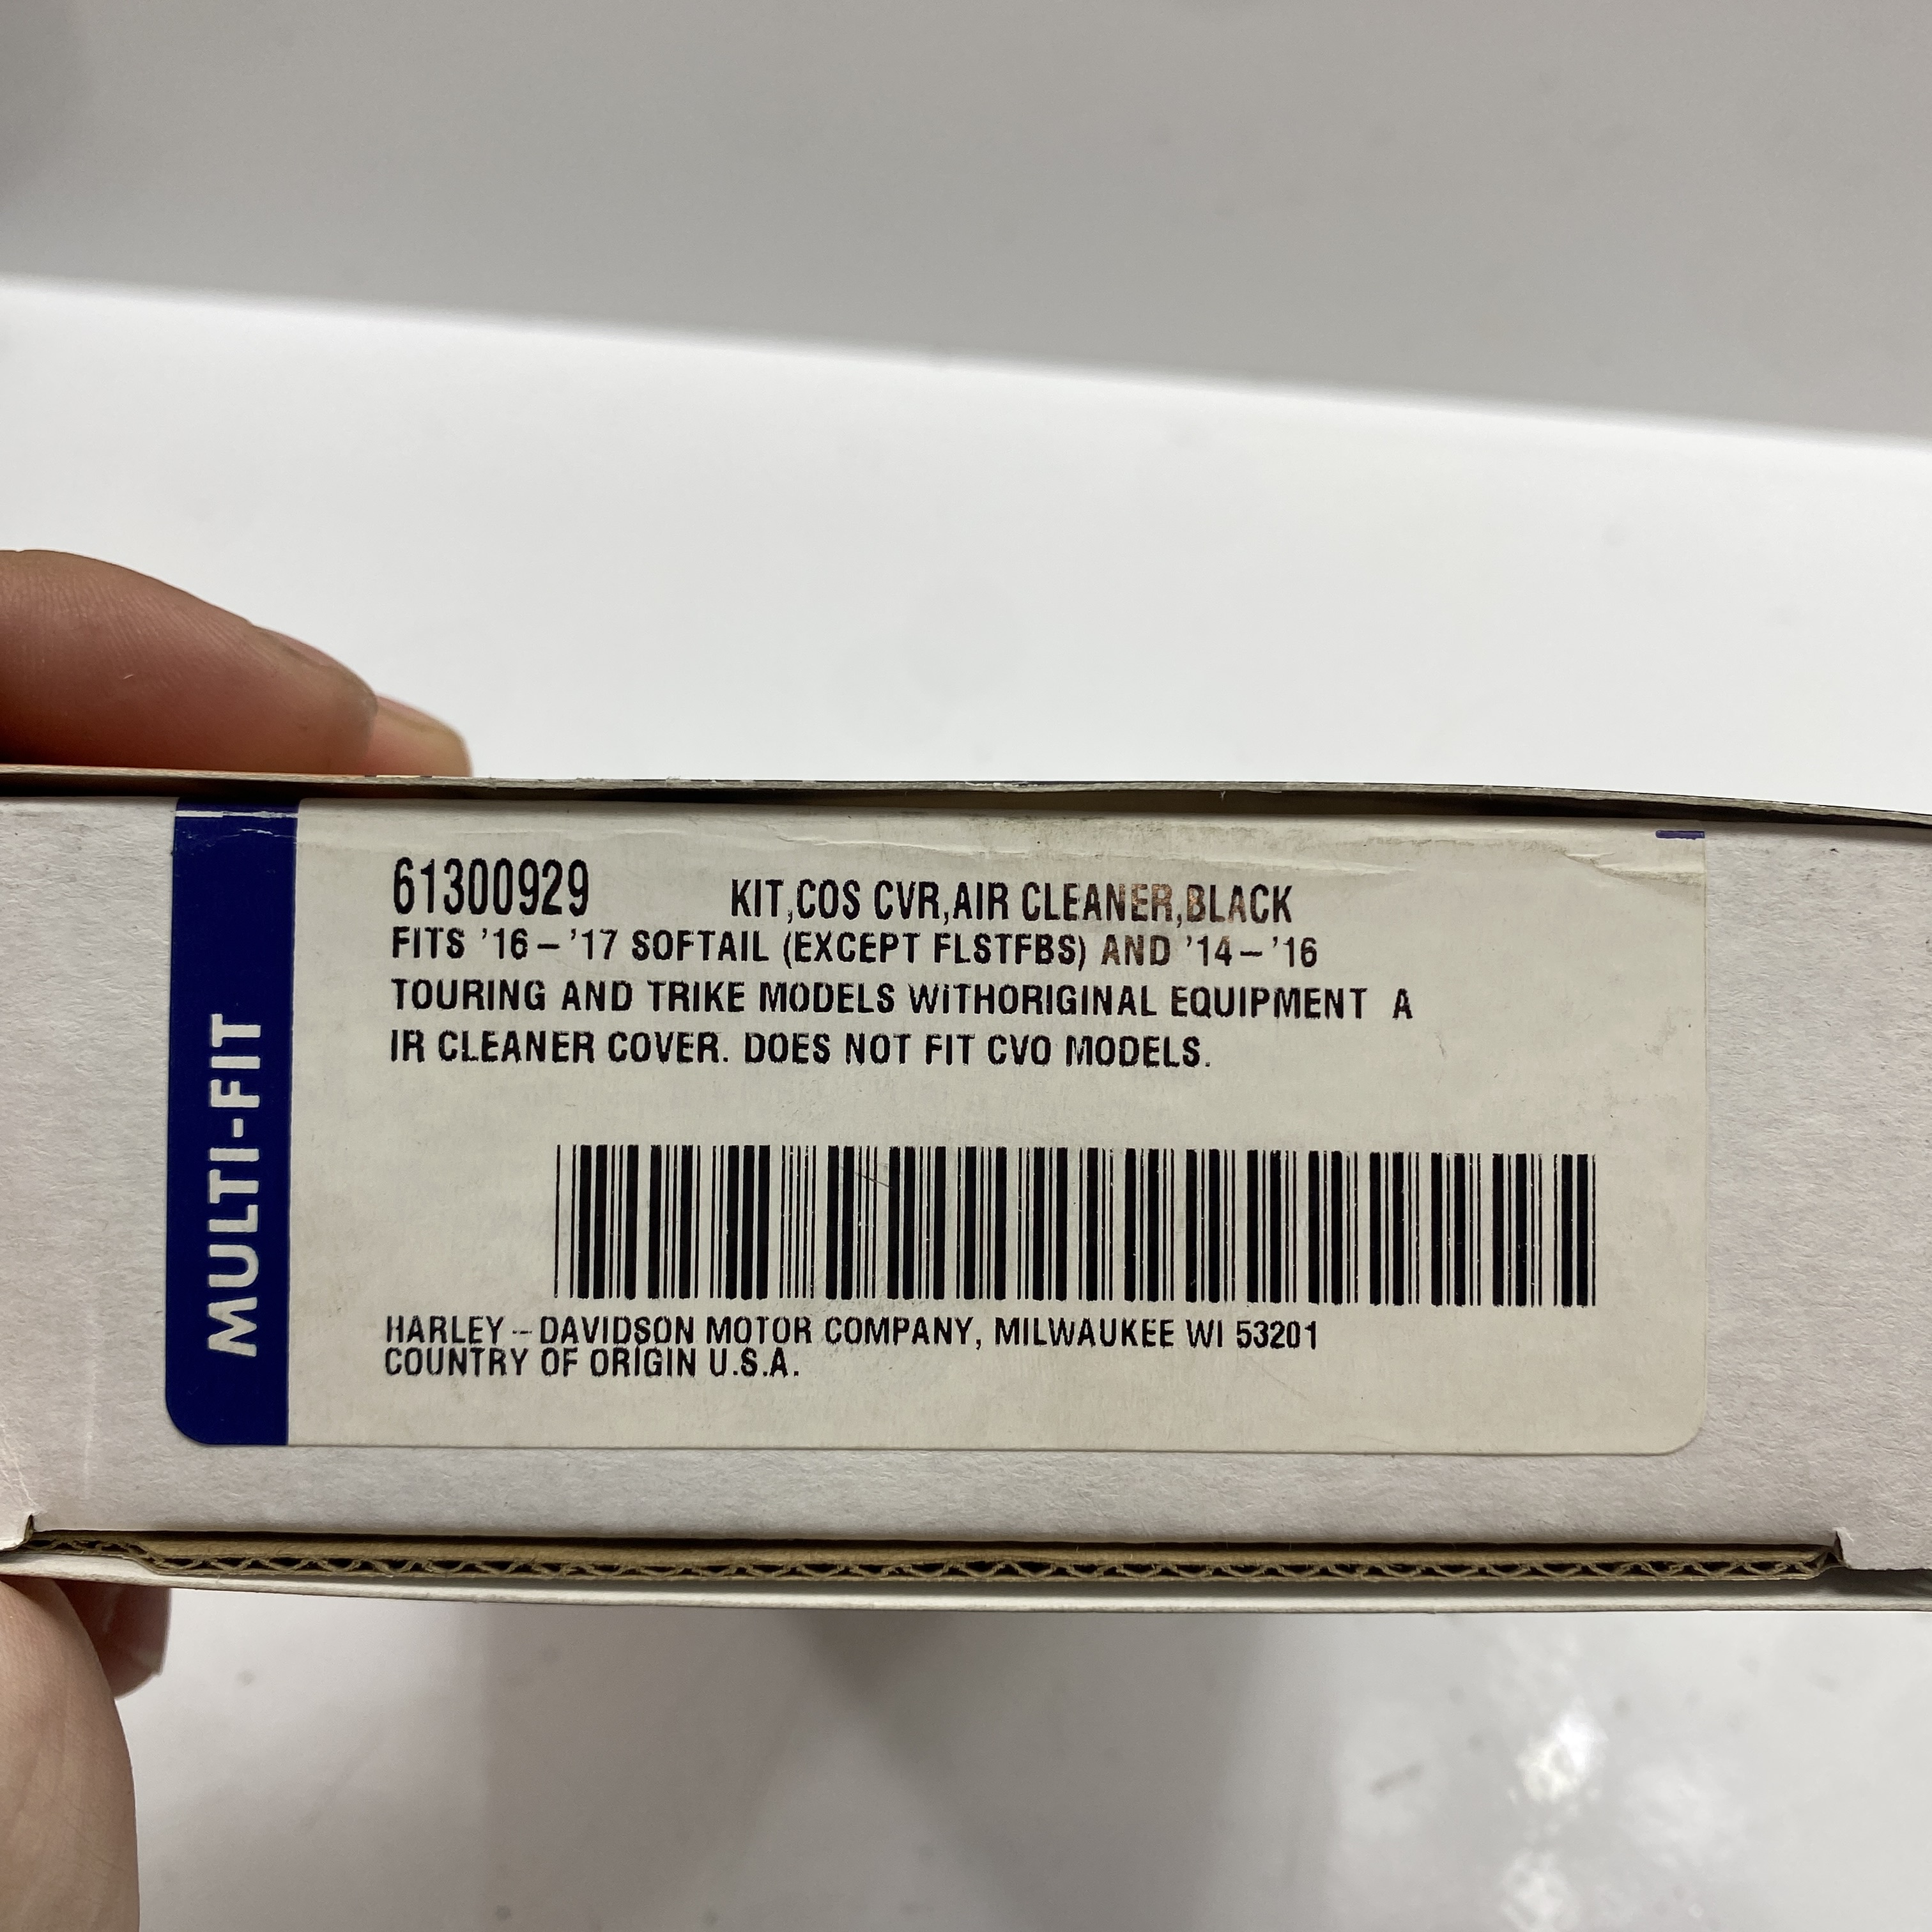 61300929 KIT,COS CVR,AIR CLEANER,BLACK
FITS '16-'17 SOFTAIL (EXCEPT FLSTFBS) AND '14-'16
TOURING AND TRIKE MODELS WITHORIGINAL EQUIPMENT A
IR CLEANER COVER. DOES NOT FIT CVO MODELS.
HARLEY-DAVIDSON MOTOR COMPANY, MILWAUKEE WI 53201
COUNTRY OF ORIGIN U.S.A.
MULTI-FIT